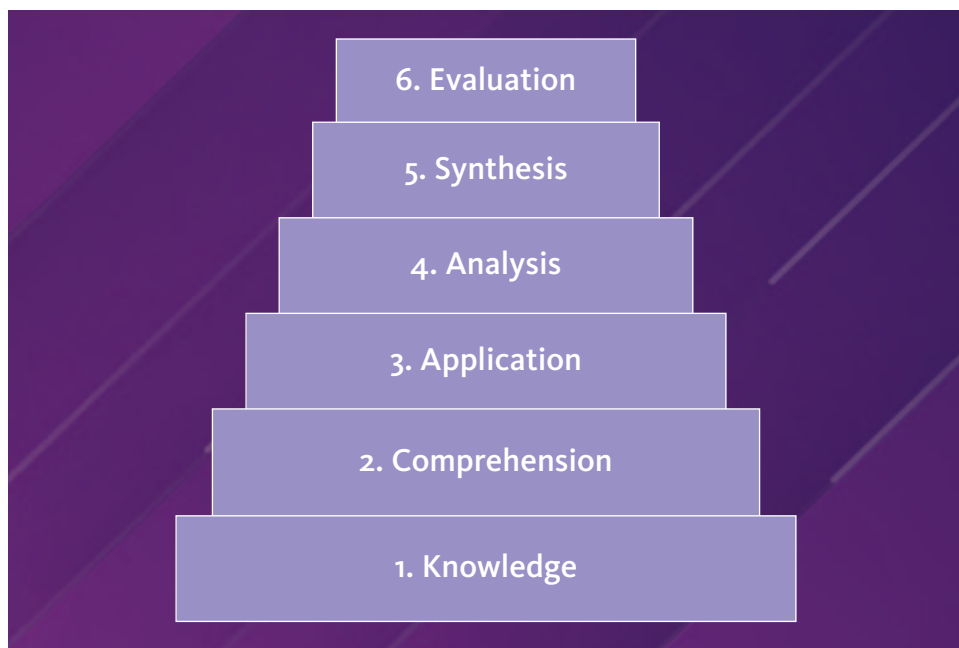 6. Evaluation
5. Synthesis
4. Analysis
3. Application
2. Comprehension
1. Knowledge